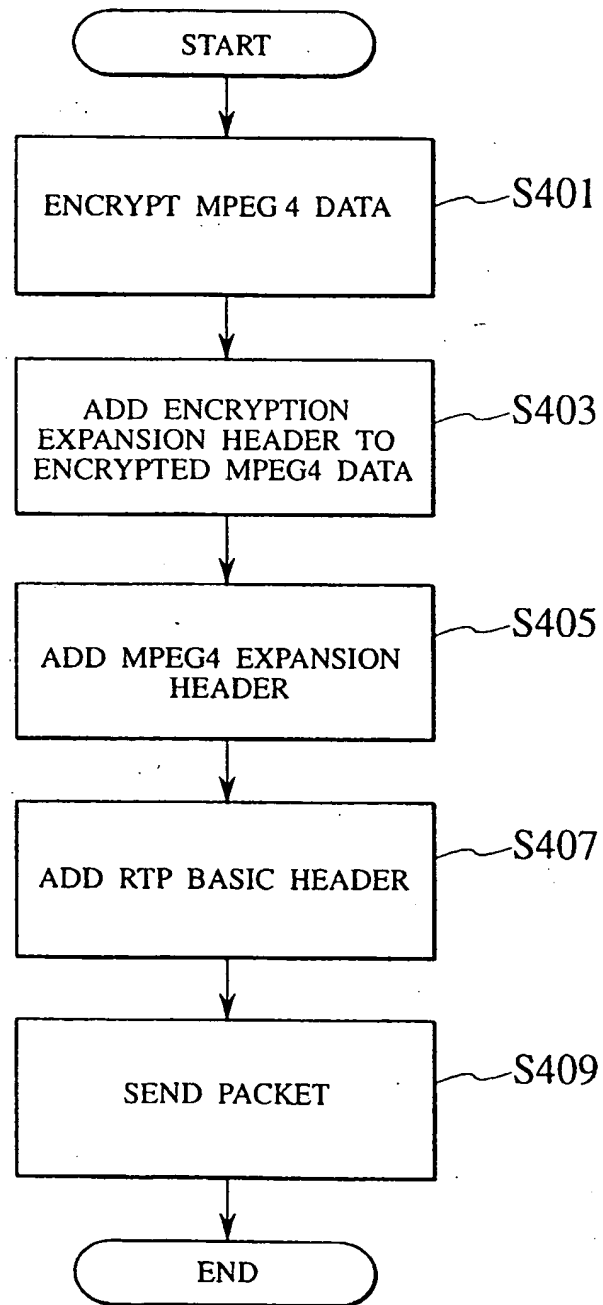 START
ENCRYPT MPEG 4 DATA
S401
ADD ENCRYPTION
EXPANSION HEADER TO
ENCRYPTED MPEG4 DATA
S403
ADD MPEG4 EXPANSION
HEADER
S405
ADD RTP BASIC HEADER
S407
SEND PACKET
S409
END